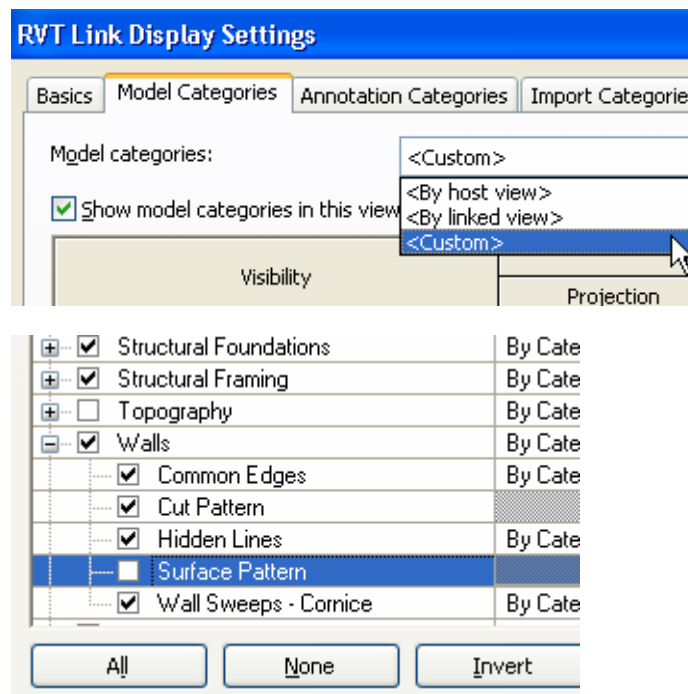 RVT Link Display Settings
Basics Model Categories Annotation Categories Import Categorie
Model categories: <Custom>
<By host view>
Show model categories in this view <By linked view>
<Custom>
Visibility
Projection
Structural Foundations By Cate
Structural Framing By Cate
Topography By Cate
Walls By Cate
Common Edges By Cate
Cut Pattern
Hidden Lines By Cate
Surface Pattern
Wall Sweeps - Cornice By Cate
All None Invert